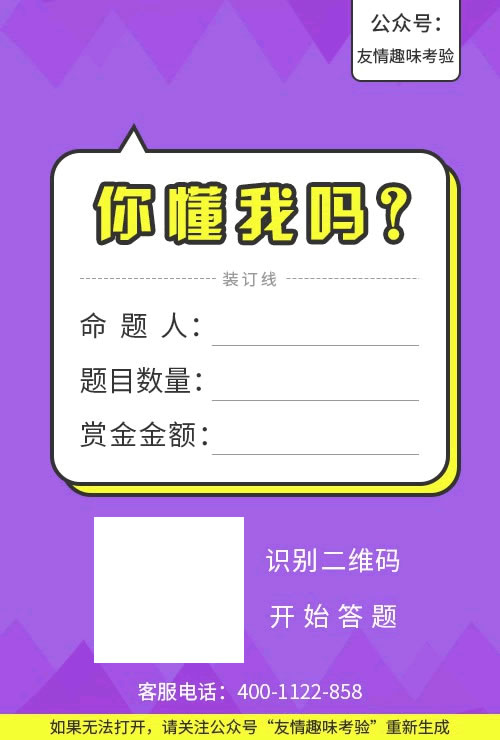 公众号：
友情趣味考验
你懂我吗？
装订线
命题人：
题目数量：
赏金金额：
识别二维码
开始答题
客服电话：400-1122-858
如果无法打开，请关注公众号“友情趣味考验”重新生成